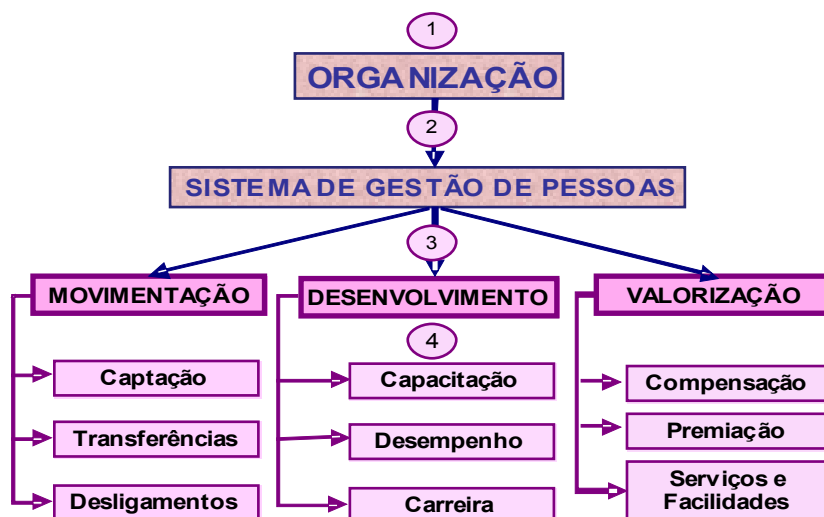 1
ORGANIZAÇÃO
2
SISTEMA DE GESTÃO DE PESSOAS
3
MOVIMENTAÇÃO
DESENVOLVIMENTO
VALORIZAÇÃO
4
Captação
Capacitação
Compensação
Transferências
Desempenho
Premiação
Desligamentos
Carreira
Serviços e
Facilidades